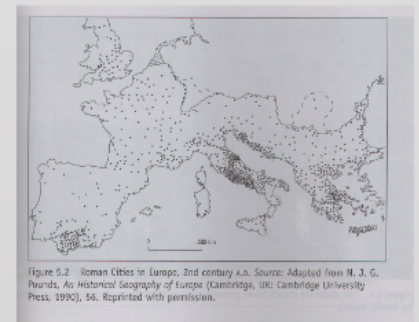 0
Figure 5.2 Roman Cities in Europe, 2nd century A.D. Source: Adapted from N. J. G.
Pounds, An Historical Geography of Europe (Cambridge, UK: Cambridge University
Press, 1990), 56. Reprinted with permission.